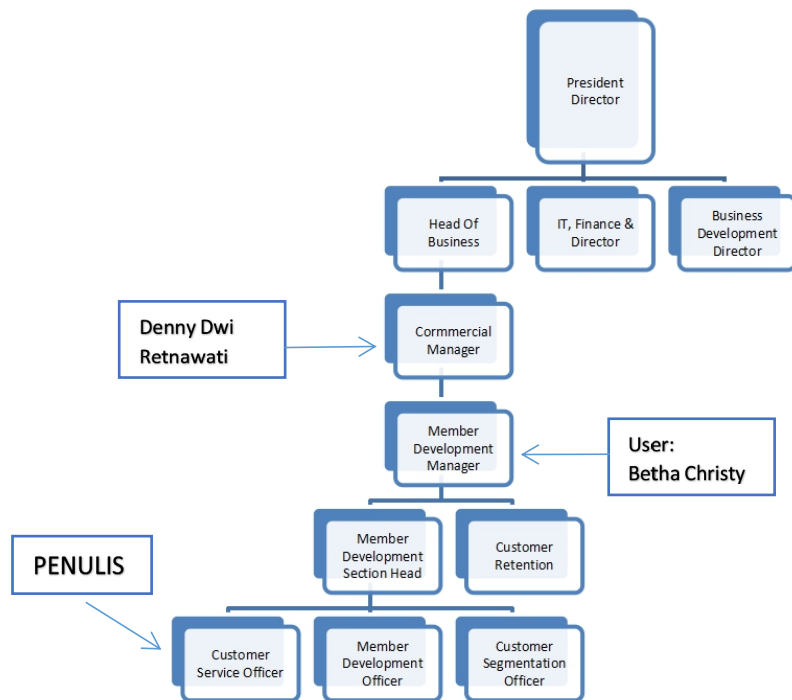 President
Director
Head Of
Business
IT, Finance &
Director
Business
Development
Director
Denny Dwi
Retnawati
Cormmercial
Manager
Member
Development
Manager
User:
Betha Christy
Member
Development
Section Head
Customer
Retention
PENULIS
Customer
Service Officer
Member
Development
Officer
Customer
Segmentation
Officer